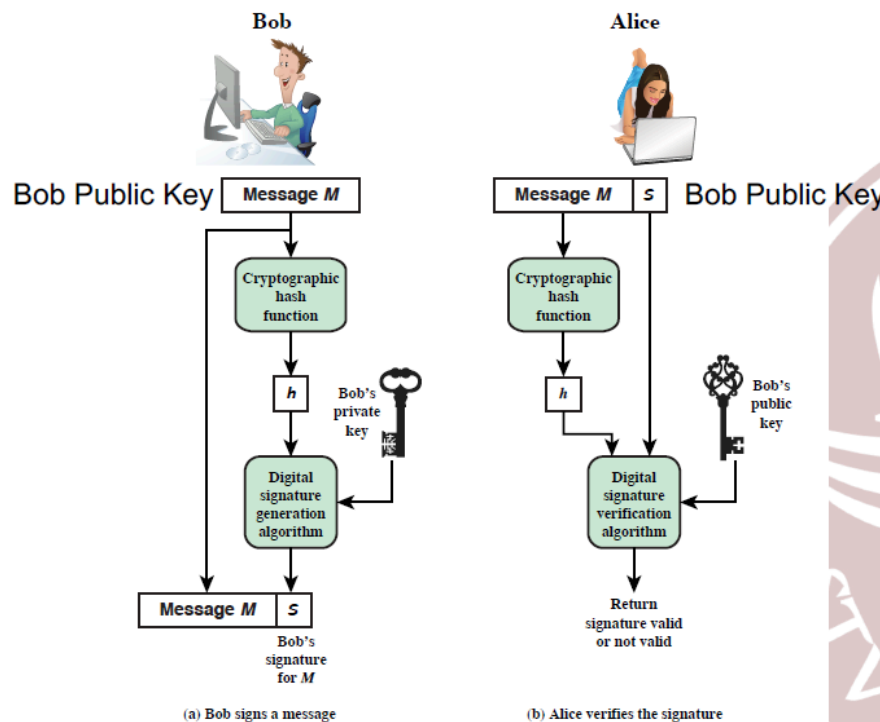 Bob
Alice
Bob Public Key
Message M
Message M
S
Bob Public Key
Cryptographic
hash
function
Cryptographic
hash
function
h
Bob's
private
key
h
Bob's
public
key
Digital
signature
generation
algorithm
Digital
signature
verification
algorithm
Message M
S
Return
signature valid
or not valid
Bob's
signature
for M
(a) Bob signs a message
(b) Alice verifies the signature